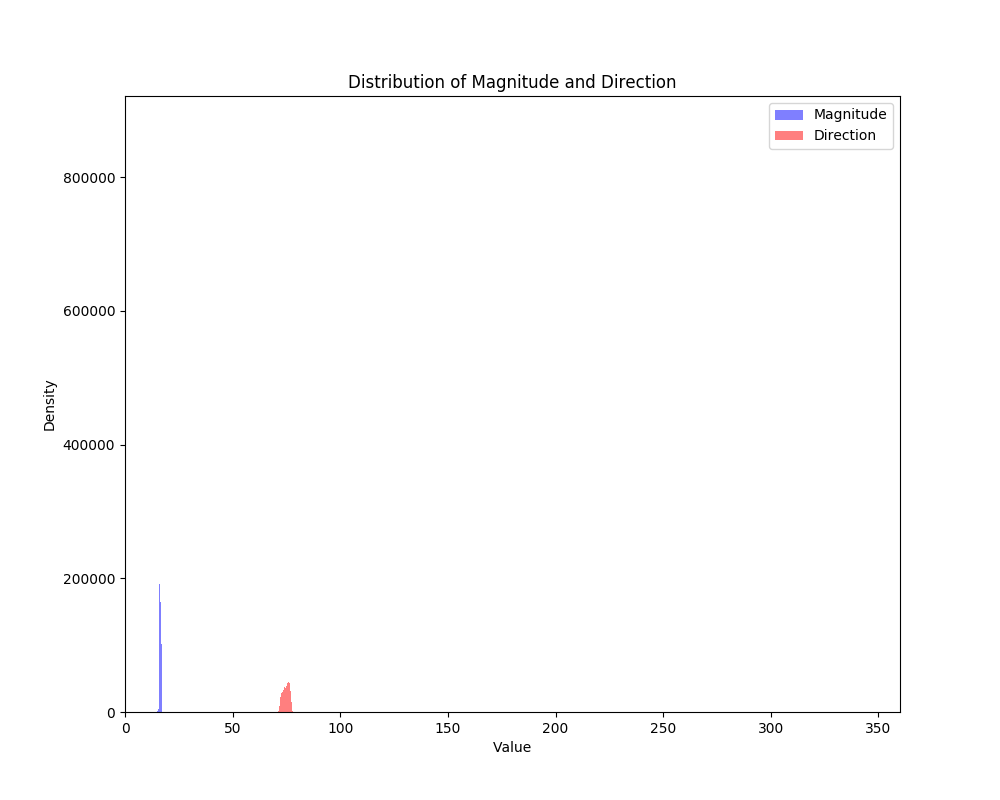 Distribution of Magnitude and Direction
Magnitude
Direction
800000
600000
400000
200000
0
Density
0 50 100 150 200 250 300 350
Value